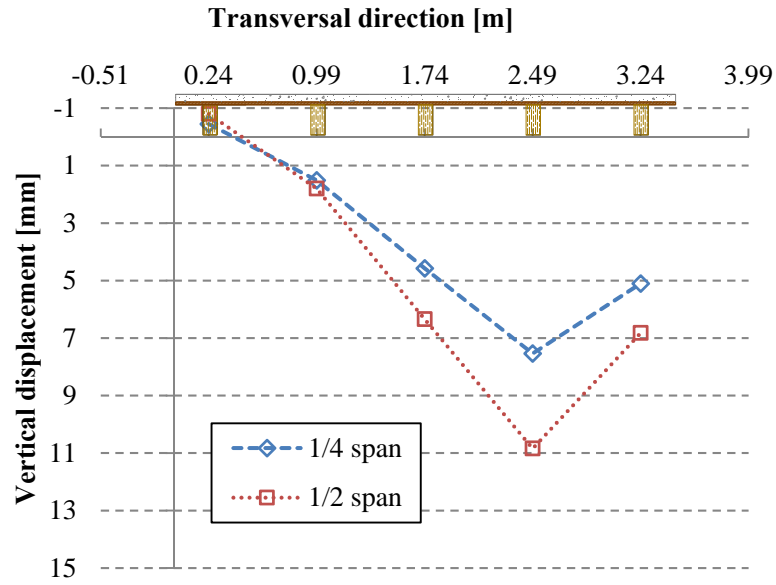 Transversal direction [m]
-0.51 0.24 0.99 1.74 2.49 3.24 3.99
Vertical displacement [mm]
-1
1
3
5
7
9
11
13
15
1/4 span
1/2 span